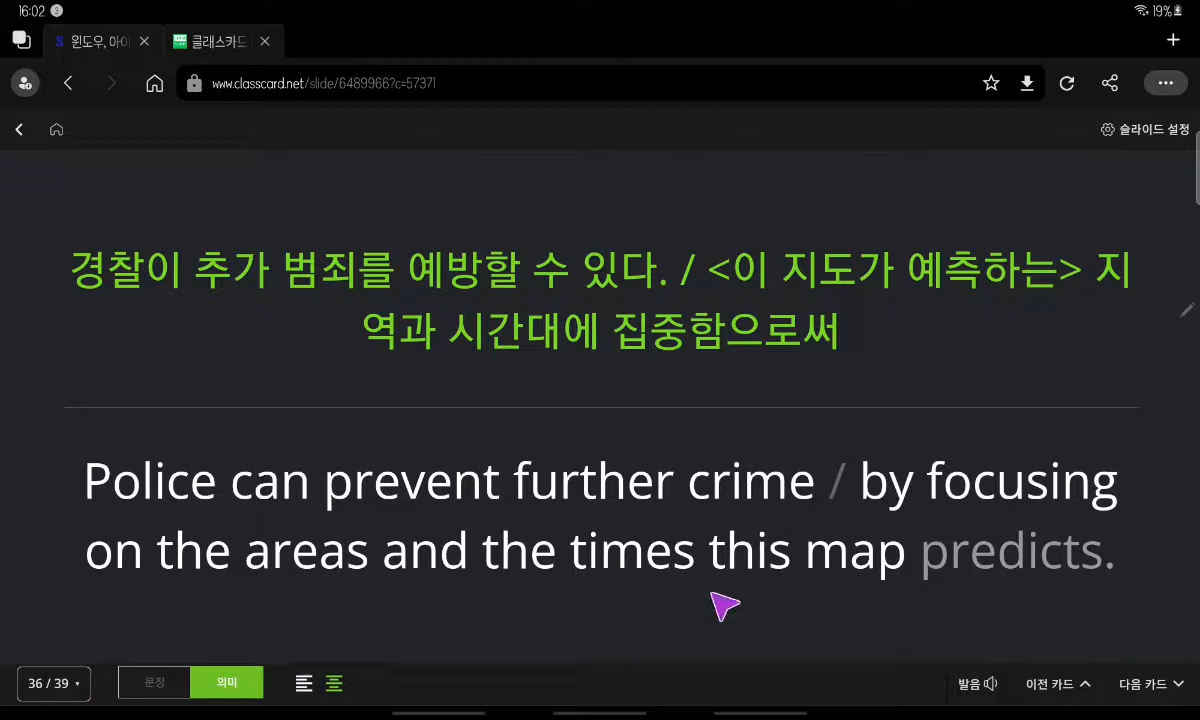 16:02 3
19%
S 윈도우, 아이
클래스카드
www.classcard.net/slide/6489966?c=57371
슬라이드 설정
경찰이 추가 범죄를 예방할 수 있다. / <이 지도가 예측하는> 지
역과 시간대에 집중함으로써
Police can prevent further crime / by focusing
on the areas and the times this map predicts.
36 / 39
문장
의미
발음
이전 카드
다음 카드